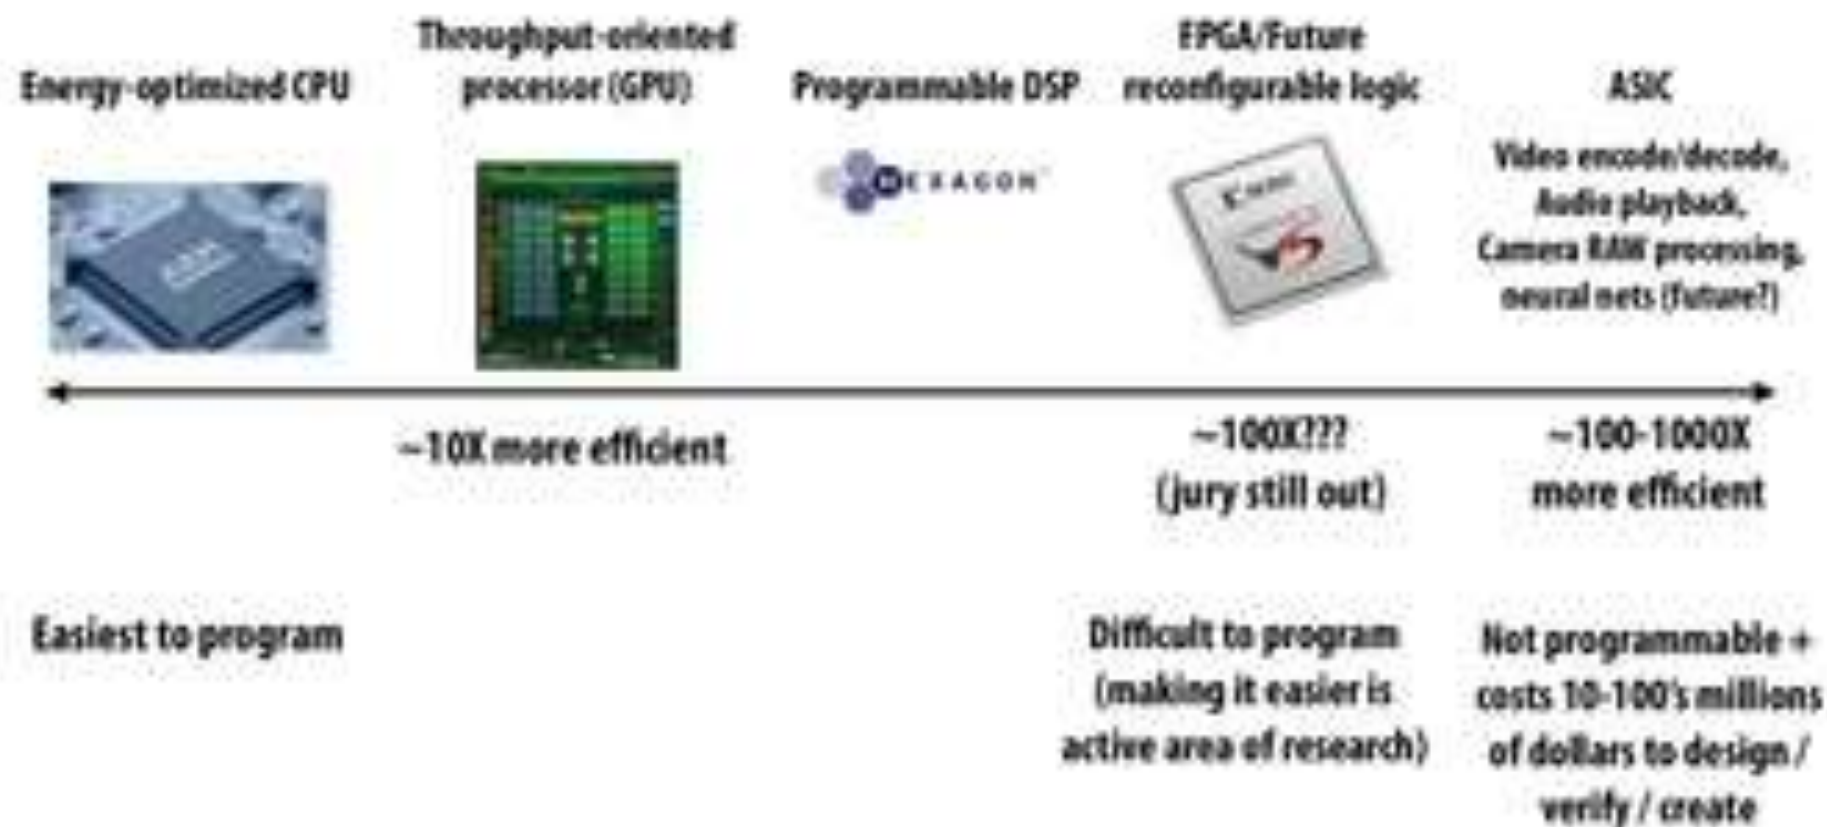 Energy-optimized CPU
Throughput-oriented
processor (GPU)
Programmable DSP
FPGA/Future
reconfigurable logic
ASIC
HEXAGON
Video encode/decode,
Audio playback,
Camera RAW processing,
neural nets (future?)
~10X more efficient
~100X???
(jury still out)
~100-1000X
more efficient
Easiest to program
Difficult to program
(making it easier is
active area of research)
Not programmable +
costs 10-100's millions
of dollars to design /
verify / create